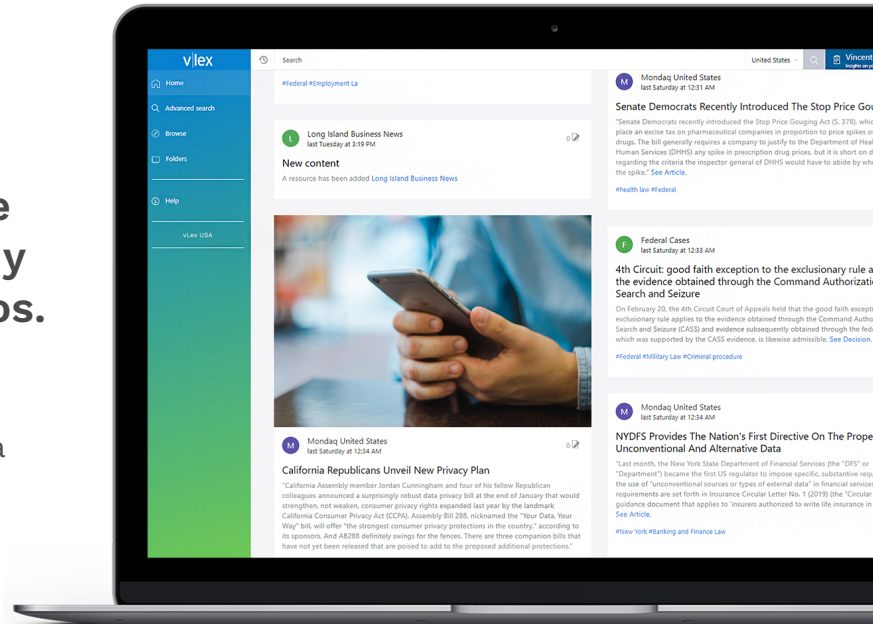 e
y
os.
a
v|lex
Home
Advanced search
Browse
Folders
Help
vLex USA
Search
United States
Vincent
Insights on yo
#Federal #Employment La
Long Island Business News
last Tuesday at 3:19 PM
0
New content
A resource has been added Long Island Business News
Mondaq United States
last Saturday at 12:34 AM
0
California Republicans Unveil New Privacy Plan
"California Assembly member Jordan Cunningham and four of his fellow Republican
colleagues announced a surprisingly robust data privacy bill at the end of January that would
strengthen, not weaken, consumer privacy rights expanded last year by the landmark
California Consumer Privacy Act (CCPA). Assembly Bill 288, nicknamed the "Your Data, Your
Way" bill, will offer "the strongest consumer privacy protections in the country," according to
its sponsors. And AB288 definitely swings for the fences. There are three companion bills that
have not yet been released that are poised to add to the proposed additional protections."
Mondaq United States
last Saturday at 12:31 AM
Senate Democrats Recently Introduced The Stop Price Gou
"Senate Democrats recently introduced the Stop Price Gouging Act (S. 378), whic
place an excise tax on pharmaceutical companies in proportion to price spikes o
drugs. The bill generally requires a company to justify to the Department of Heal
Human Services (DHHS) any spike in prescription drug prices, but it is short on d
regarding the criteria the inspector general of DHHS would have to abide by whe
the spike." See Article.
#health law #Federal
Federal Cases
last Saturday at 12:33 AM
4th Circuit: good faith exception to the exclusionary rule a
the evidence obtained through the Command Authorizatio
Search and Seizure
On February 20, the 4th Circuit Court of Appeals held that the good faith excepti
exclusionary rule applies to the evidence obtained through the Command Autho
Search and Seizure (CASS) and evidence subsequently obtained through the fede
which was supported by the CASS evidence, is likewise admissible. See Decision.
#Federal #Military Law #Criminal procedure
Mondaq United States
last Saturday at 12:34 AM
NYDFS Provides The Nation's First Directive On The Prope
Unconventional And Alternative Data
"Last month, the New York State Department of Financial Services (the "DFS" or
"Department") became the first US regulator to impose specific, substantive requ
the use of "unconventional sources or types of external data" in financial services
requirements are set forth in Insurance Circular Letter No. 1 (2019) (the "Circular
guidance document that applies to 'insurers authorized to write life insurance in
See Article.
#New York #Banking and Finance Law
L
M
M
F
M